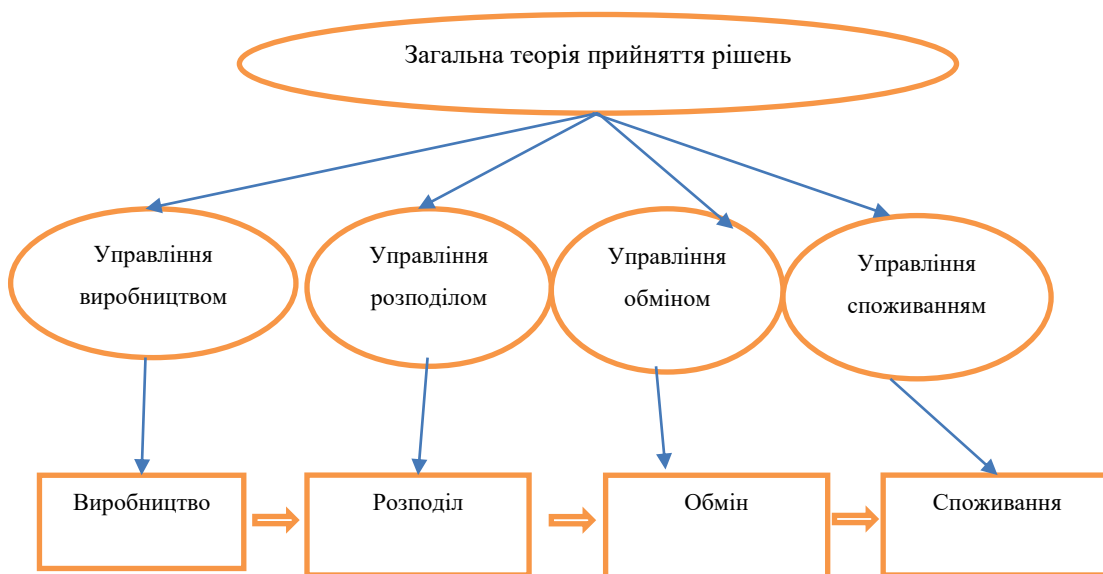 Загальна теорія прийняття рішень
Управління
виробництвом
Управління
розподілом
Управління
обміном
Управління
споживанням
Виробництво
Розподіл
Обмін
Споживання